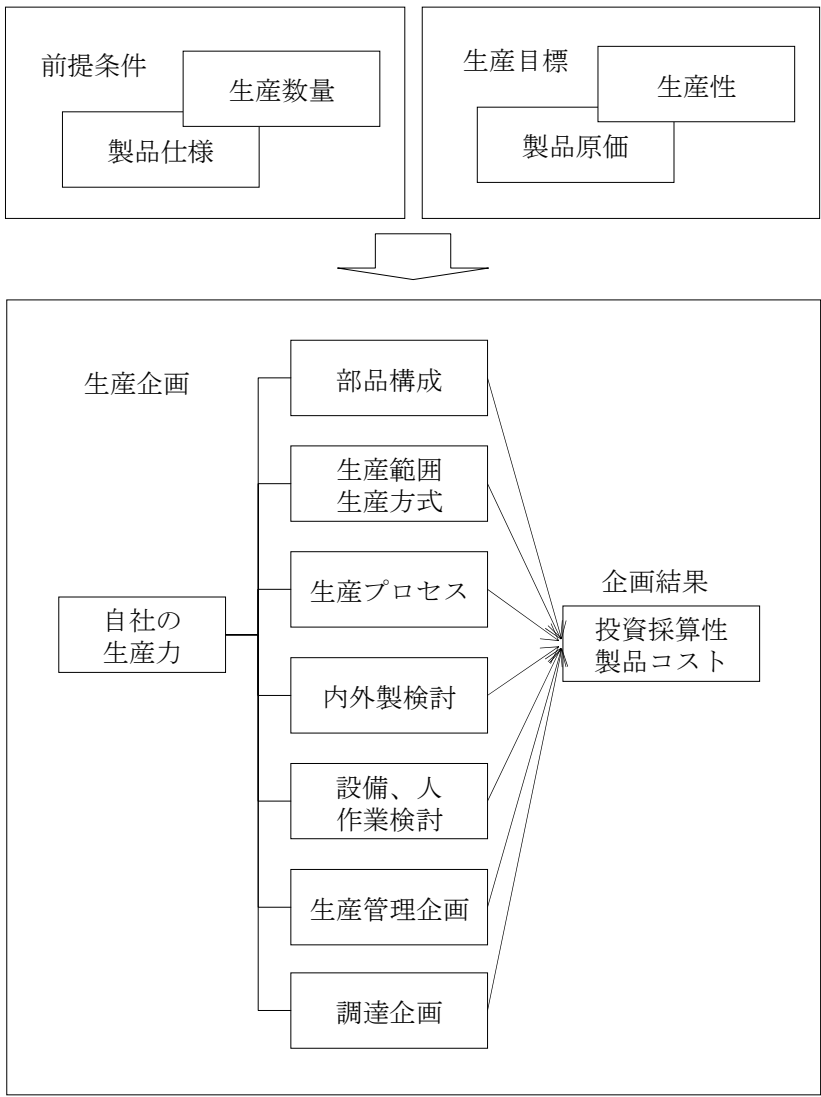 前提条件
生産数量
製品仕様
生産目標
生産性
製品原価
生産企画
部品構成
生産範囲
生産方式
生産プロセス
自社の
生産力
内外製検討
設備、人
作業検討
生産管理企画
調達企画
企画結果
投資採算性
製品コスト